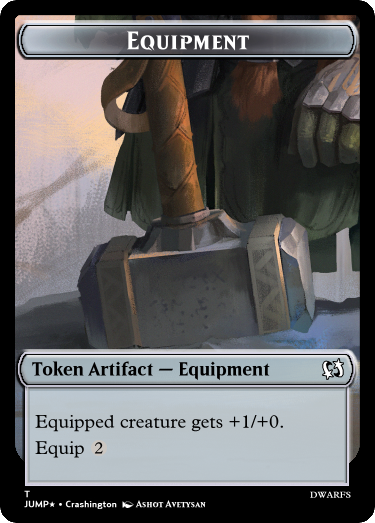 EQUIPMENT
Token Artifact — Equipment
Equipped creature gets +1/+0.
Equip 2
T DWARFS
JUMP★ • Crashington ASHOT AVETYSAN